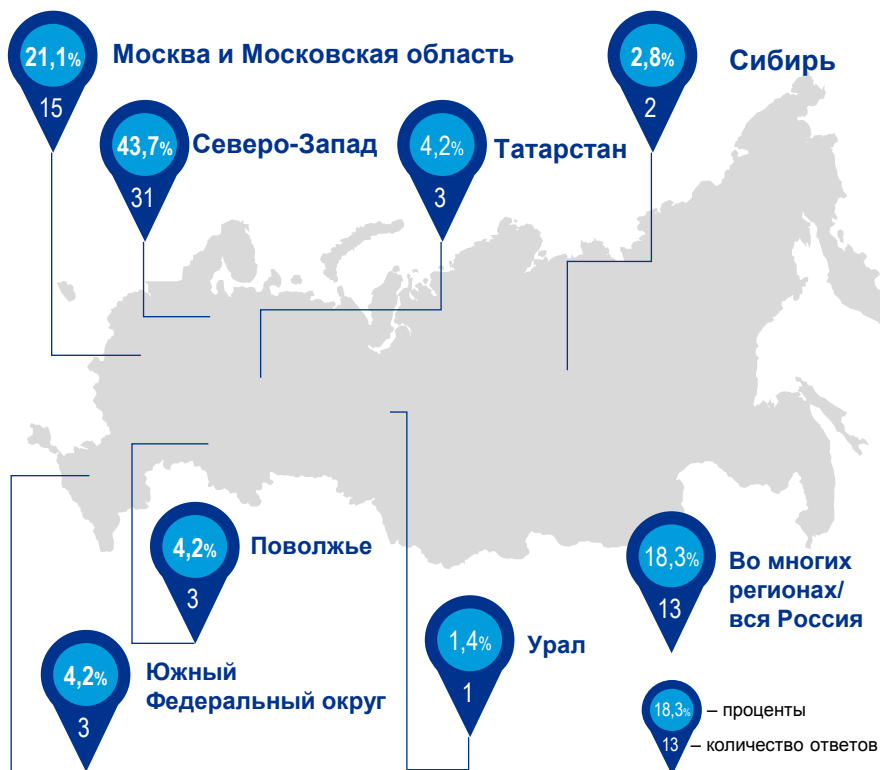 21,1%
15
Москва и Московская область
2,8%
2
Сибирь
43,7%
31
Северо-Запад
4,2%
3
Татарстан
4,2%
3
Поволжье
18,3%
13
Во многих
регионах/
вся Россия
4,2%
3
Южный
Федеральный округ
1,4%
1
Урал
18,3% – проценты
13 – количество ответов